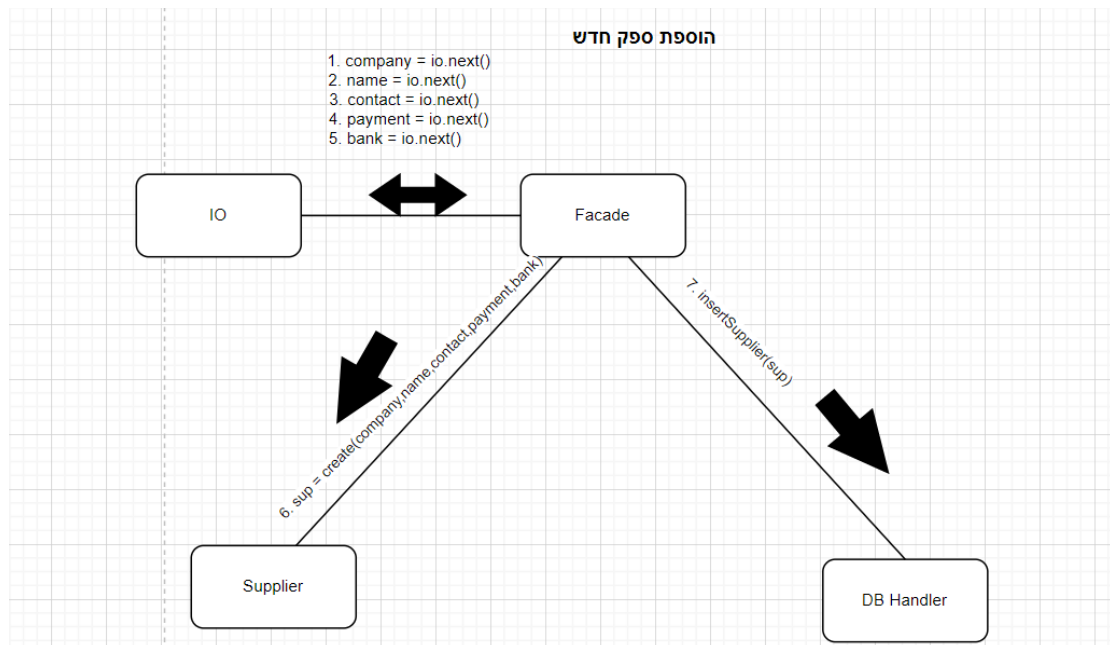 הוספת ספק חדש
1. company = io.next()
2. name = io.next()
3. contact = io.next()
4. payment = io.next()
5. bank = io.next()
IO
Facade
6. sup = create(company,name,contact,payment,bank)
7. insertSupplier(sup)
Supplier
DB Handler